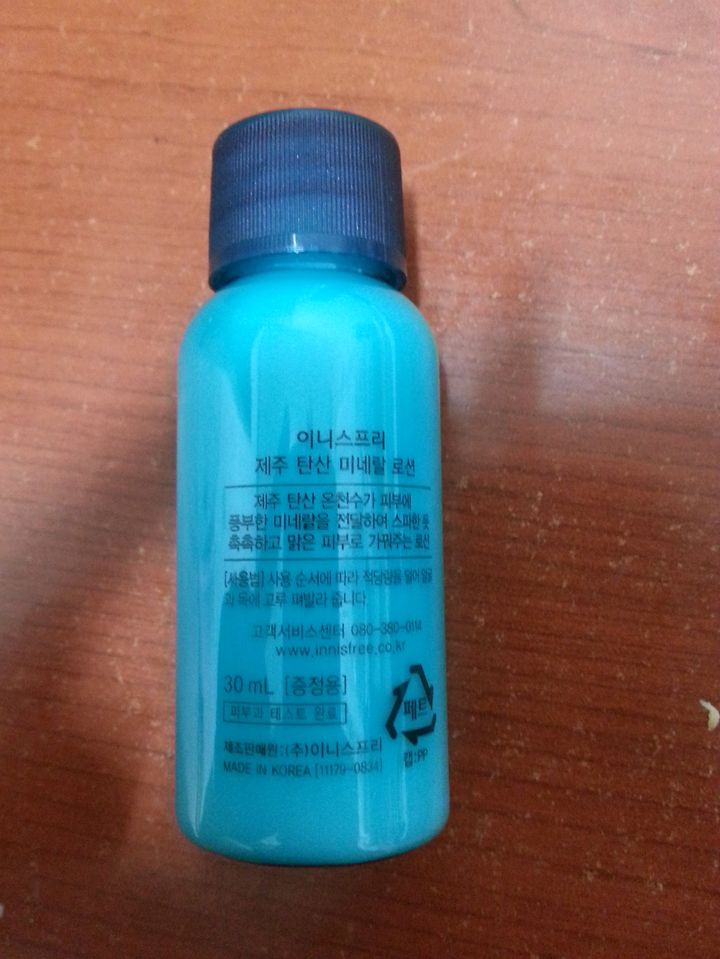 이니스프리
제주 탄산 미네랄 로션
제주 탄산 온천수가 피부에
풍부한 미네랄을 전달하여 스파한 듯
촉촉하고 맑은 피부로 가꿔주는 로션
[사용법] 사용 순서에 따라 적당량을 덜어 얼굴
과 목에 고루 펴발라 줍니다.
고객서비스센터 080-380-0114
www.innisfree.co.kr
30 mL [증정용]
피부과 테스트 완료
페트
캡:PP
제조판매원:(주)이니스프리
MADE IN KOREA [11179-0834]